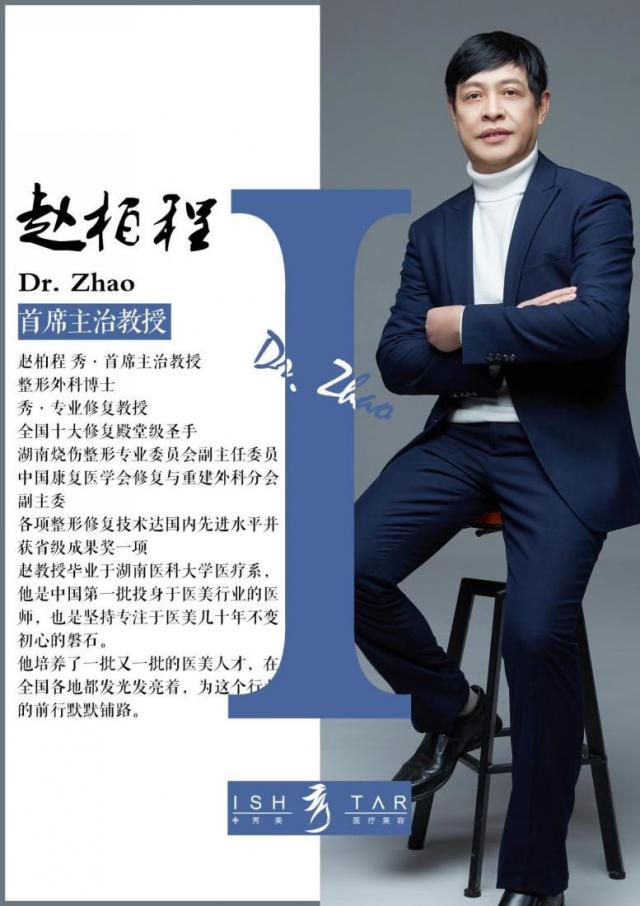 赵柏程
Dr. Zhao
首席主治教授
赵柏程 秀·首席主治教授
整形外科博士
秀·专业修复教授
全国十大修复殿堂级圣手
湖南烧伤整形专业委员会副主任委员
中国康复医学会修复与重建外科分会
副主委
各项整形修复技术达国内先进水平并
获省级成果奖一项
赵教授毕业于湖南医科大学医疗系，
他是中国第一批投身于医美行业的医
师，也是坚持专注于医美几十年不变
初心的磐石。
他培养了一批又一批的医美人才，在
全国各地都发光发亮着，为这个行
的前行默默铺路。
I
Dr. Zhao
ISH 秀 TAR
秀美 医疗美容